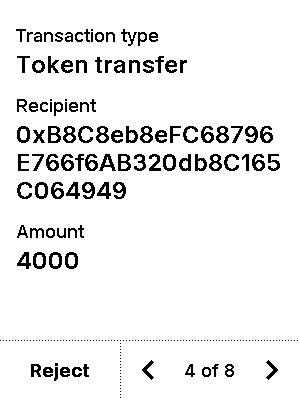 Transaction type
Token transfer
Recipient
0xB8C8eb8eFC68796
E766f6AB320db8C165
C064949
Amount
4000
Reject
4 of 8